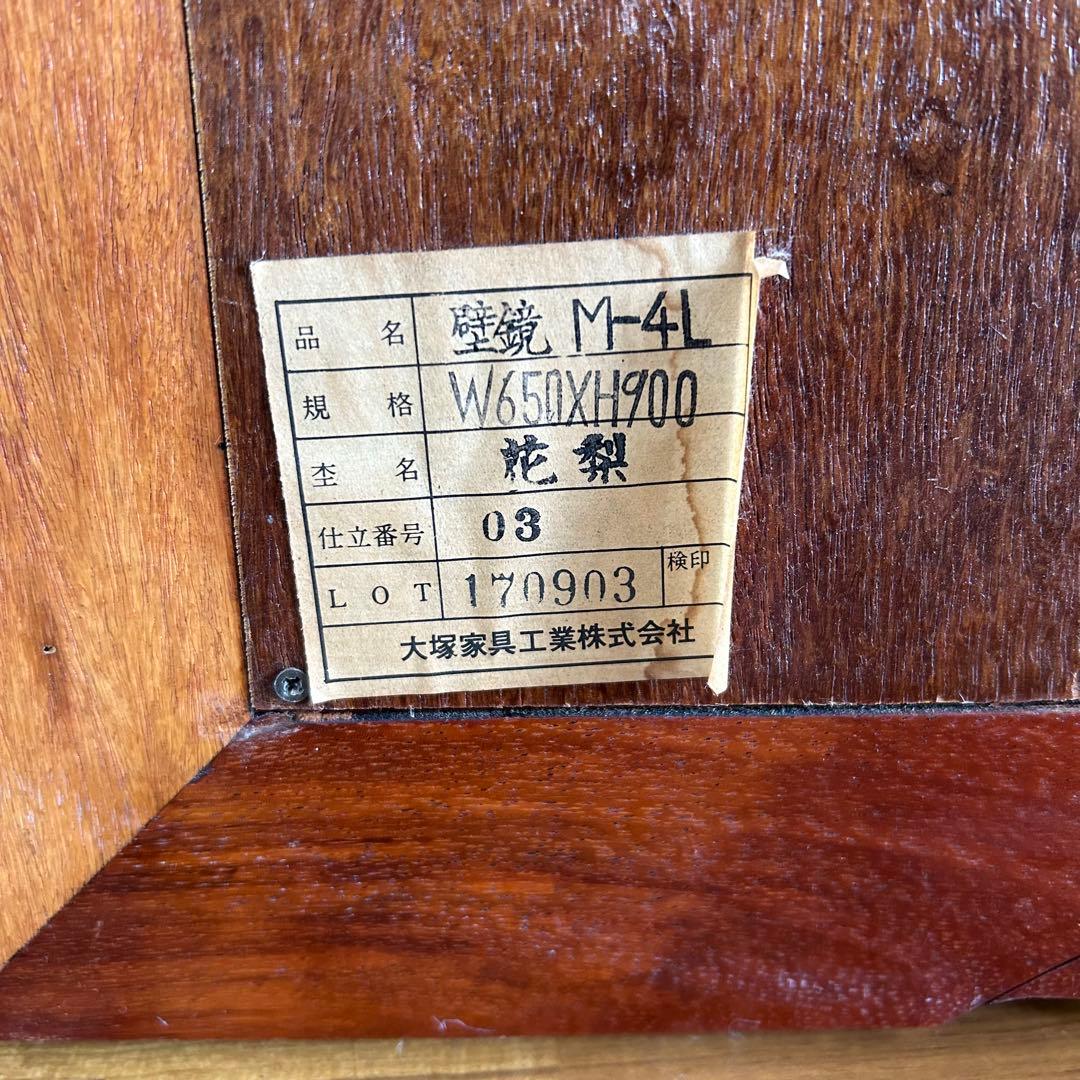 品名 壁鏡 M-4L
規格 W650XH900
杢名 花梨
仕立番号 03
LOT 170903 検印
大塚家具工業株式会社